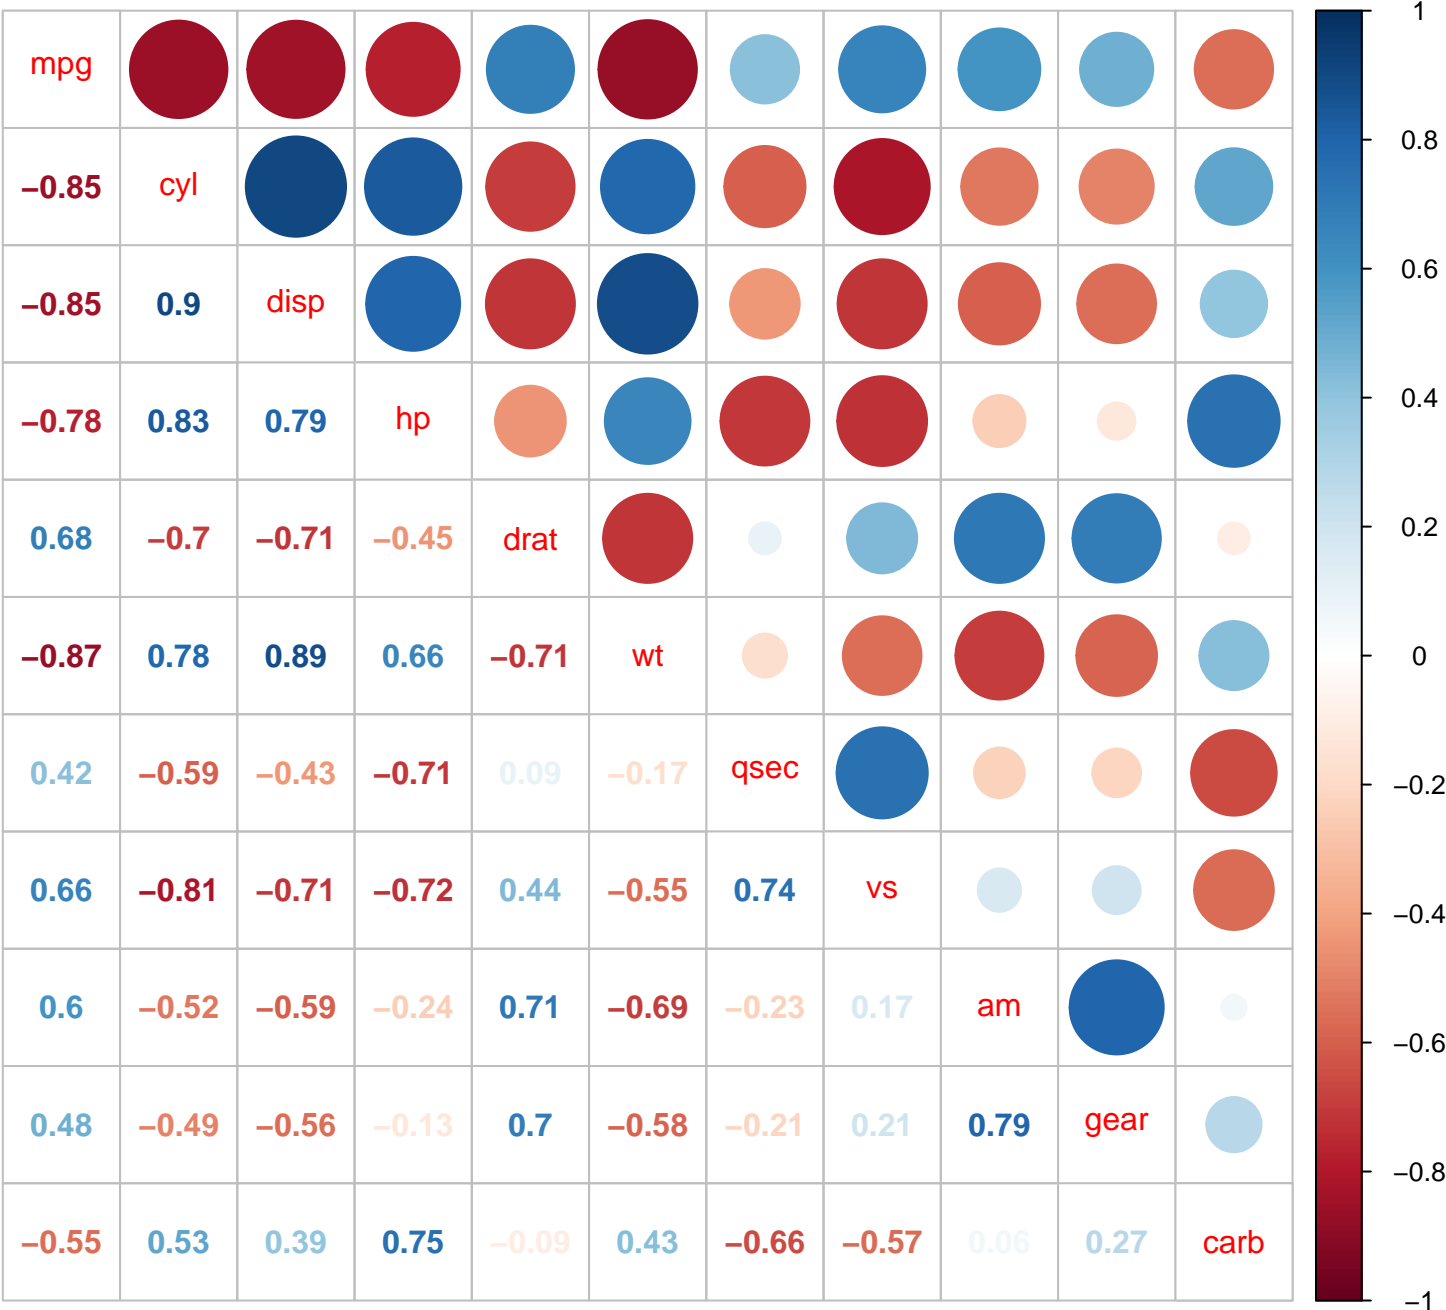 mpg
−0.85 cyl
−0.85 0.9 disp
−0.78 0.83 0.79 hp
0.68 −0.7 −0.71 −0.45 drat
−0.87 0.78 0.89 0.66 −0.71 wt
0.42 −0.59 −0.43 −0.71 0.09 −0.17 qsec
0.66 −0.81 −0.71 −0.72 0.44 −0.55 0.74 vs
0.6 −0.52 −0.59 −0.24 0.71 −0.69 −0.23 0.17 am
0.48 −0.49 −0.56 −0.13 0.7 −0.58 −0.21 0.21 0.79 gear
−0.55 0.53 0.39 0.75 −0.09 0.43 −0.66 −0.57 0.06 0.27 carb
1
0.8
0.6
0.4
0.2
0
−0.2
−0.4
−0.6
−0.8
−1